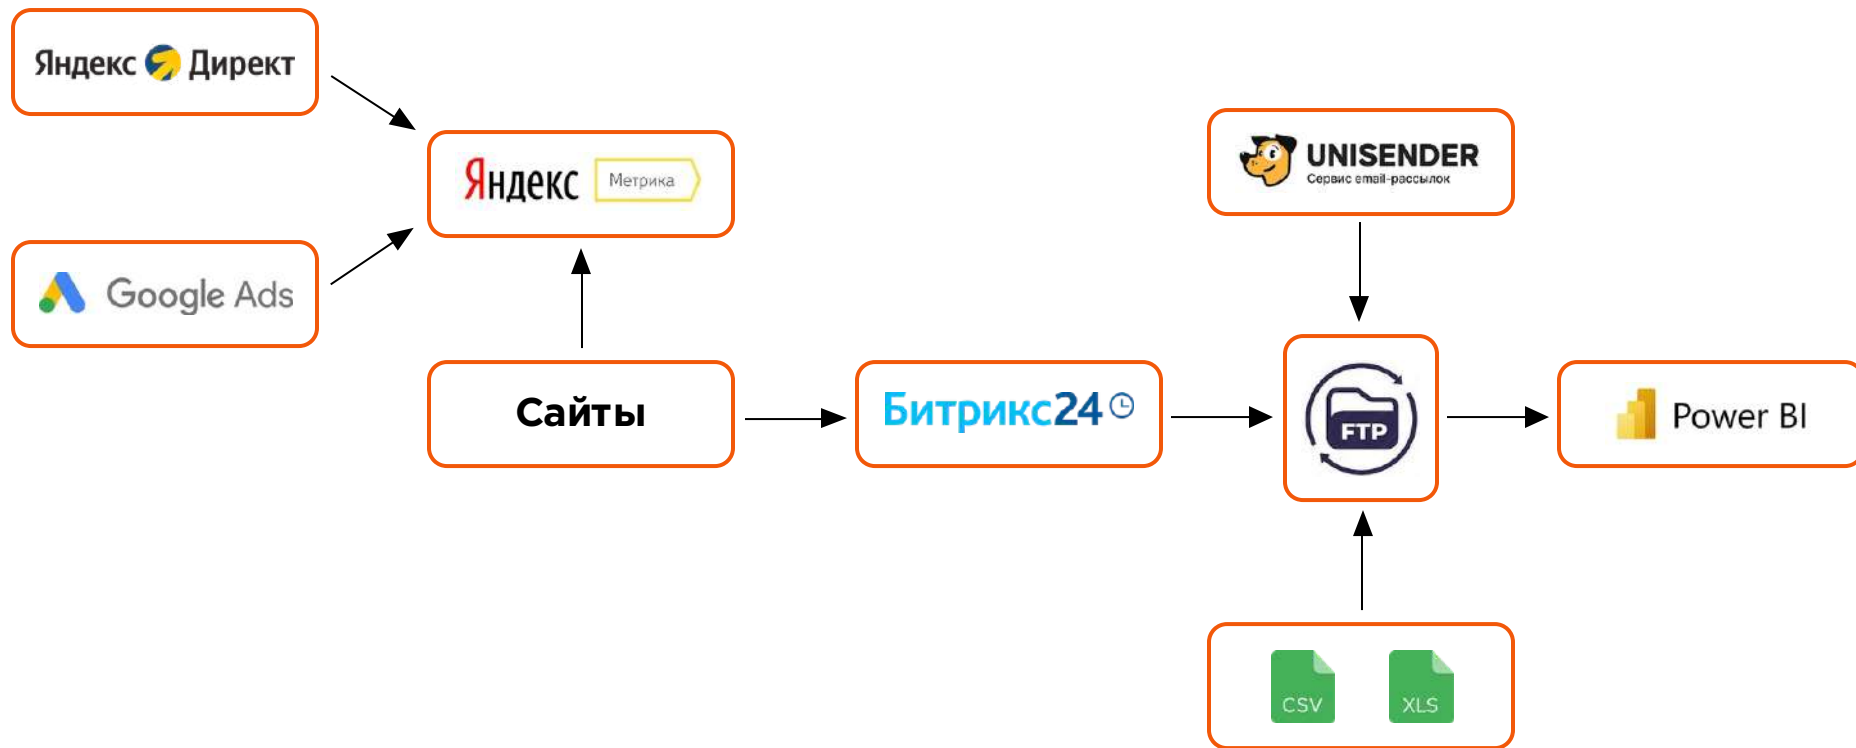 Яндекс Директ
Яндекс Метрика
Google Ads
UNISENDER
Сервис email-рассылок
Сайты
Битрикс24
FTP
Power BI
CSV XLS